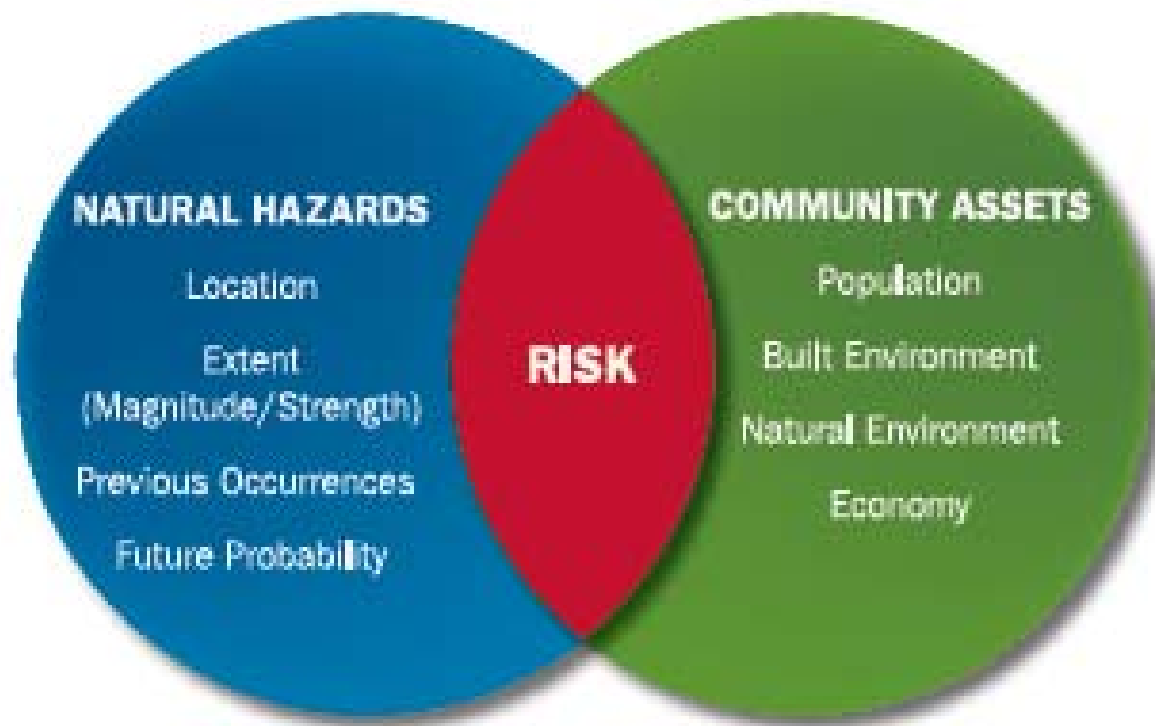 NATURAL HAZARDS
Location
Extent
(Magnitude/Strength)
Previous Occurrences
Future Probability
RISK
COMMUNITY ASSETS
Population
Built Environment
Natural Environment
Economy